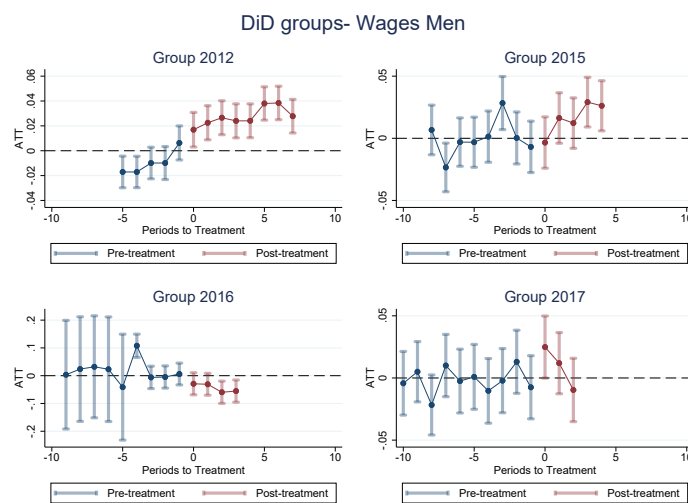 DiD groups- Wages Men
Group 2012
ATT
.06
.04
.02
0
-.02
-.04
-10 -5 0 5 10
Periods to Treatment
Pre-treatment Post-treatment
Group 2015
ATT
.05
0
-.05
-10 -5 0 5 10
Periods to Treatment
Pre-treatment Post-treatment
Group 2016
ATT
.2
.1
0
-.1
-.2
-10 -5 0 5 10
Periods to Treatment
Pre-treatment Post-treatment
Group 2017
ATT
.05
0
-.05
-10 -5 0 5 10
Periods to Treatment
Pre-treatment Post-treatment